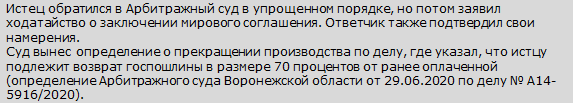 Истец обратился в Арбитражный суд в упрощенном порядке, но потом заявил
ходатайство о заключении мирового соглашения. Ответчик также подтвердил свои
намерения.
Суд вынес определение о прекращении производства по делу, где указал, что истцу
подлежит возврат госпошлины в размере 70 процентов от ранее оплаченной
(определение Арбитражного суда Воронежской области от 29.06.2020 по делу № А14-
5916/2020).